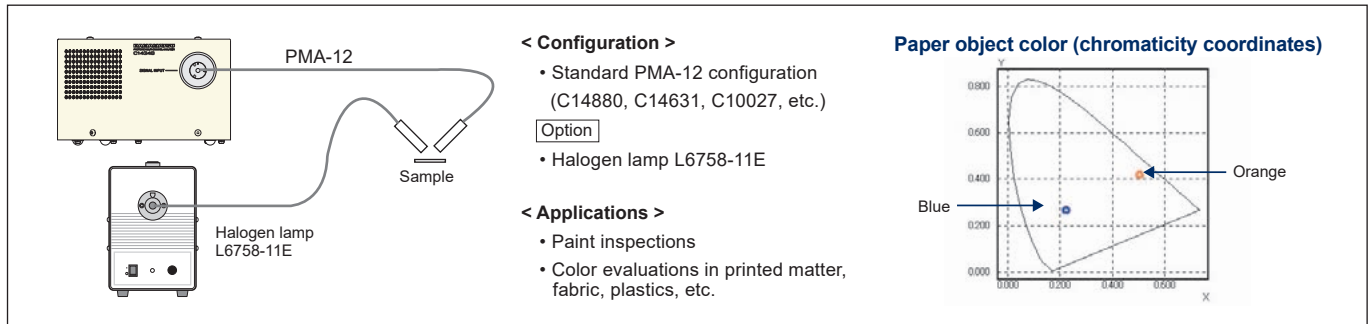 C14548
SIGNAL INPUT
PMA-12
Sample
Halogen lamp
L6758-11E
< Configuration >
• Standard PMA-12 configuration
(C14880, C14631, C10027, etc.)
Option
• Halogen lamp L6758-11E
< Applications >
• Paint inspections
• Color evaluations in printed matter,
fabric, plastics, etc.
Paper object color (chromaticity coordinates)
Y
0.800
0.600
0.400
0.200
0.000
0.000 0.200 0.400 0.600
X
Orange
Blue